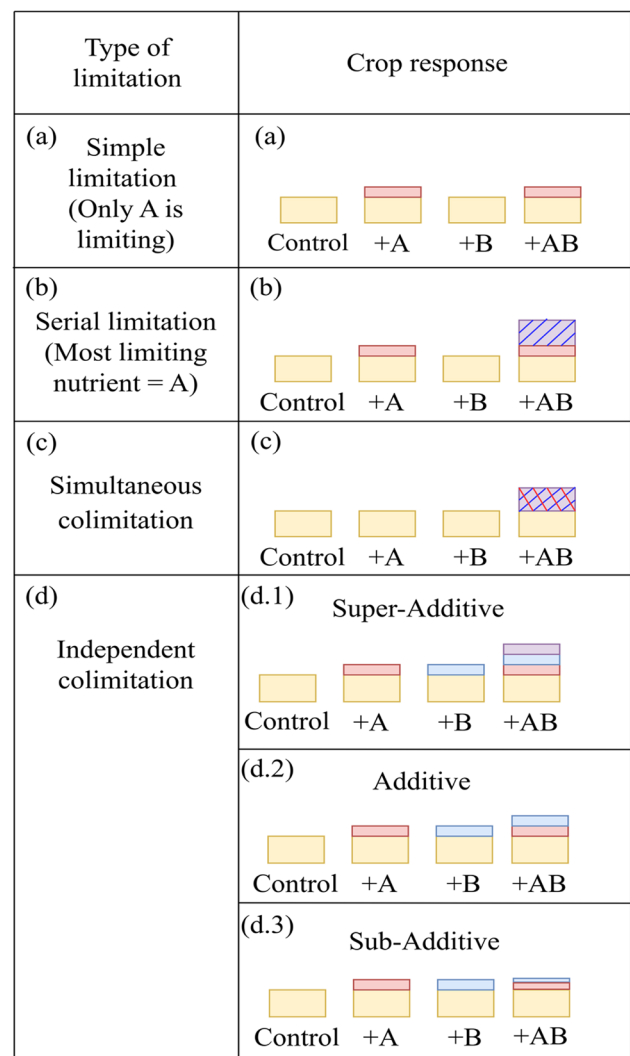 Type of
limitation
Crop response
(a)
Simple
limitation
(Only A is
limiting)
(a)
Control +A +B +AB
(b)
Serial limitation
(Most limiting
nutrient = A)
(b)
Control +A +B +AB
(c)
Simultaneous
colimitation
(c)
Control +A +B +AB
(d)
Independent
colimitation
(d.1)
Super-Additive
Control +A +B +AB
(d.2)
Additive
Control +A +B +AB
(d.3)
Sub-Additive
Control +A +B +AB